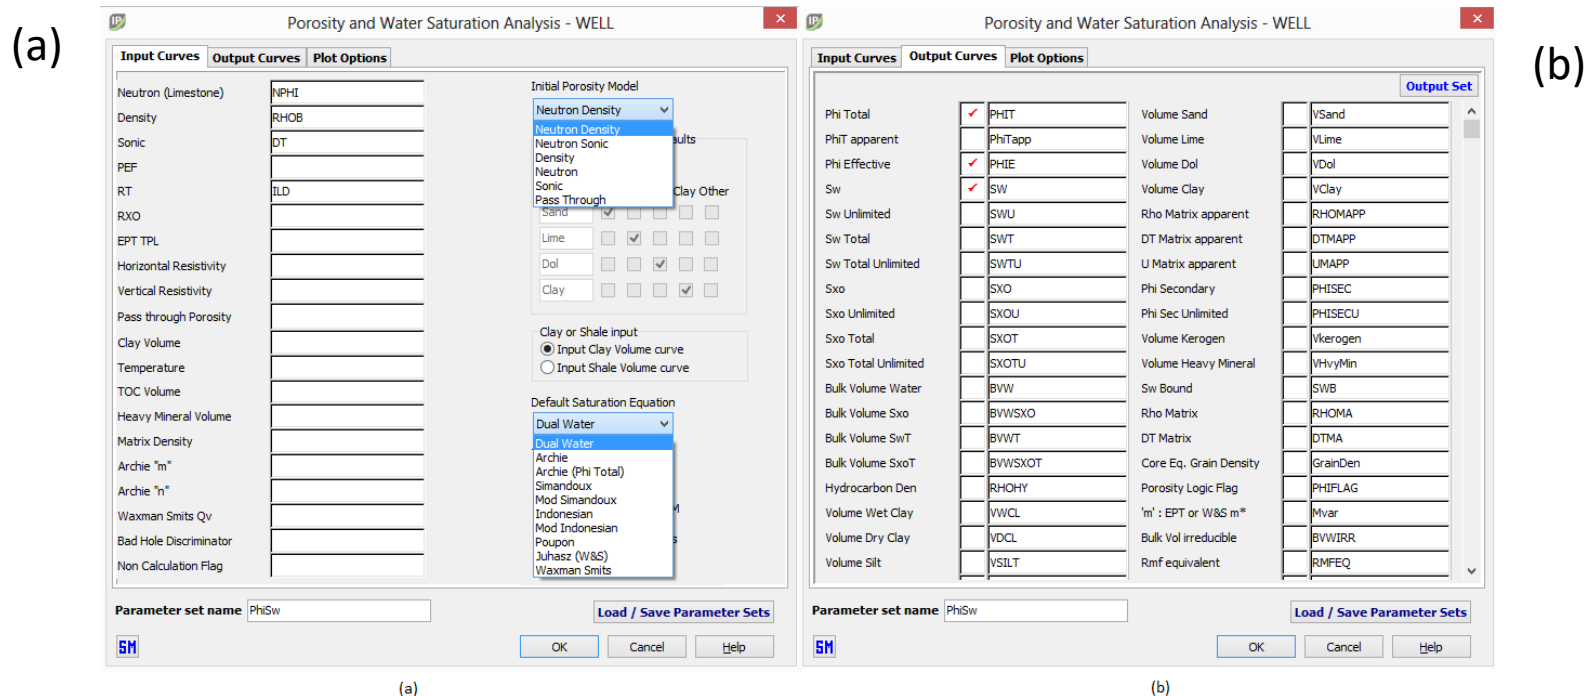 (a)
IP
Porosity and Water Saturation Analysis - WELL
Input Curves Output Curves Plot Options
Neutron (Limestone) NPHI
Density RHOB
Sonic DT
PEF
RT ILD
RXO
EPT TPL
Horizontal Resistivity
Vertical Resistivity
Pass through Porosity
Clay Volume
Temperature
TOC Volume
Heavy Mineral Volume
Matrix Density
Archie "m"
Archie "n"
Waxman Smits Qv
Bad Hole Discriminator
Non Calculation Flag
Initial Porosity Model
Neutron Density
Neutron Density
Neutron Sonic
Density
Neutron
Sonic
Pass Through
Clay Other
Sand
Lime
Dol
Clay
Clay or Shale input
Input Clay Volume curve
Input Shale Volume curve
Default Saturation Equation
Dual Water
Dual Water
Archie
Archie (Phi Total)
Simandoux
Mod Simandoux
Indonesian
Mod Indonesian
Poupon
Juhasz (W&S)
Waxman Smits
Parameter set name PhiSw
Load / Save Parameter Sets
SM
OK Cancel Help
(a)
IP
Porosity and Water Saturation Analysis - WELL
(b)
Input Curves Output Curves Plot Options
Output Set
Phi Total PHIT Volume Sand VSand
PhiT apparent PhiTapp Volume Lime VLime
Phi Effective PHIE Volume Dol VDol
Sw SW Volume Clay VClay
Sw Unlimited SWU Rho Matrix apparent RHOMAPP
Sw Total SWT DT Matrix apparent DTMAPP
Sw Total Unlimited SWTU U Matrix apparent UMAPP
Sxo SXO Phi Secondary PHISEC
Sxo Unlimited SXOU Phi Sec Unlimited PHISECU
Sxo Total SXOT Volume Kerogen Vkerogen
Sxo Total Unlimited SXOTU Volume Heavy Mineral VHvyMin
Bulk Volume Water BVW Sw Bound SWB
Bulk Volume Sxo BVWSXO Rho Matrix RHOMA
Bulk Volume SwT BVWT DT Matrix DTMA
Bulk Volume SxoT BVWSXOT Core Eq. Grain Density GrainDen
Hydrocarbon Den RHOHY Porosity Logic Flag PHIFLAG
Volume Wet Clay VWCL 'm' : EPT or W&S m* Mvar
Volume Dry Clay VDCL Bulk Vol irreducible BVWIRR
Volume Silt VSILT Rmf equivalent RMFEQ
Parameter set name PhiSw
Load / Save Parameter Sets
SM
OK Cancel Help
(b)